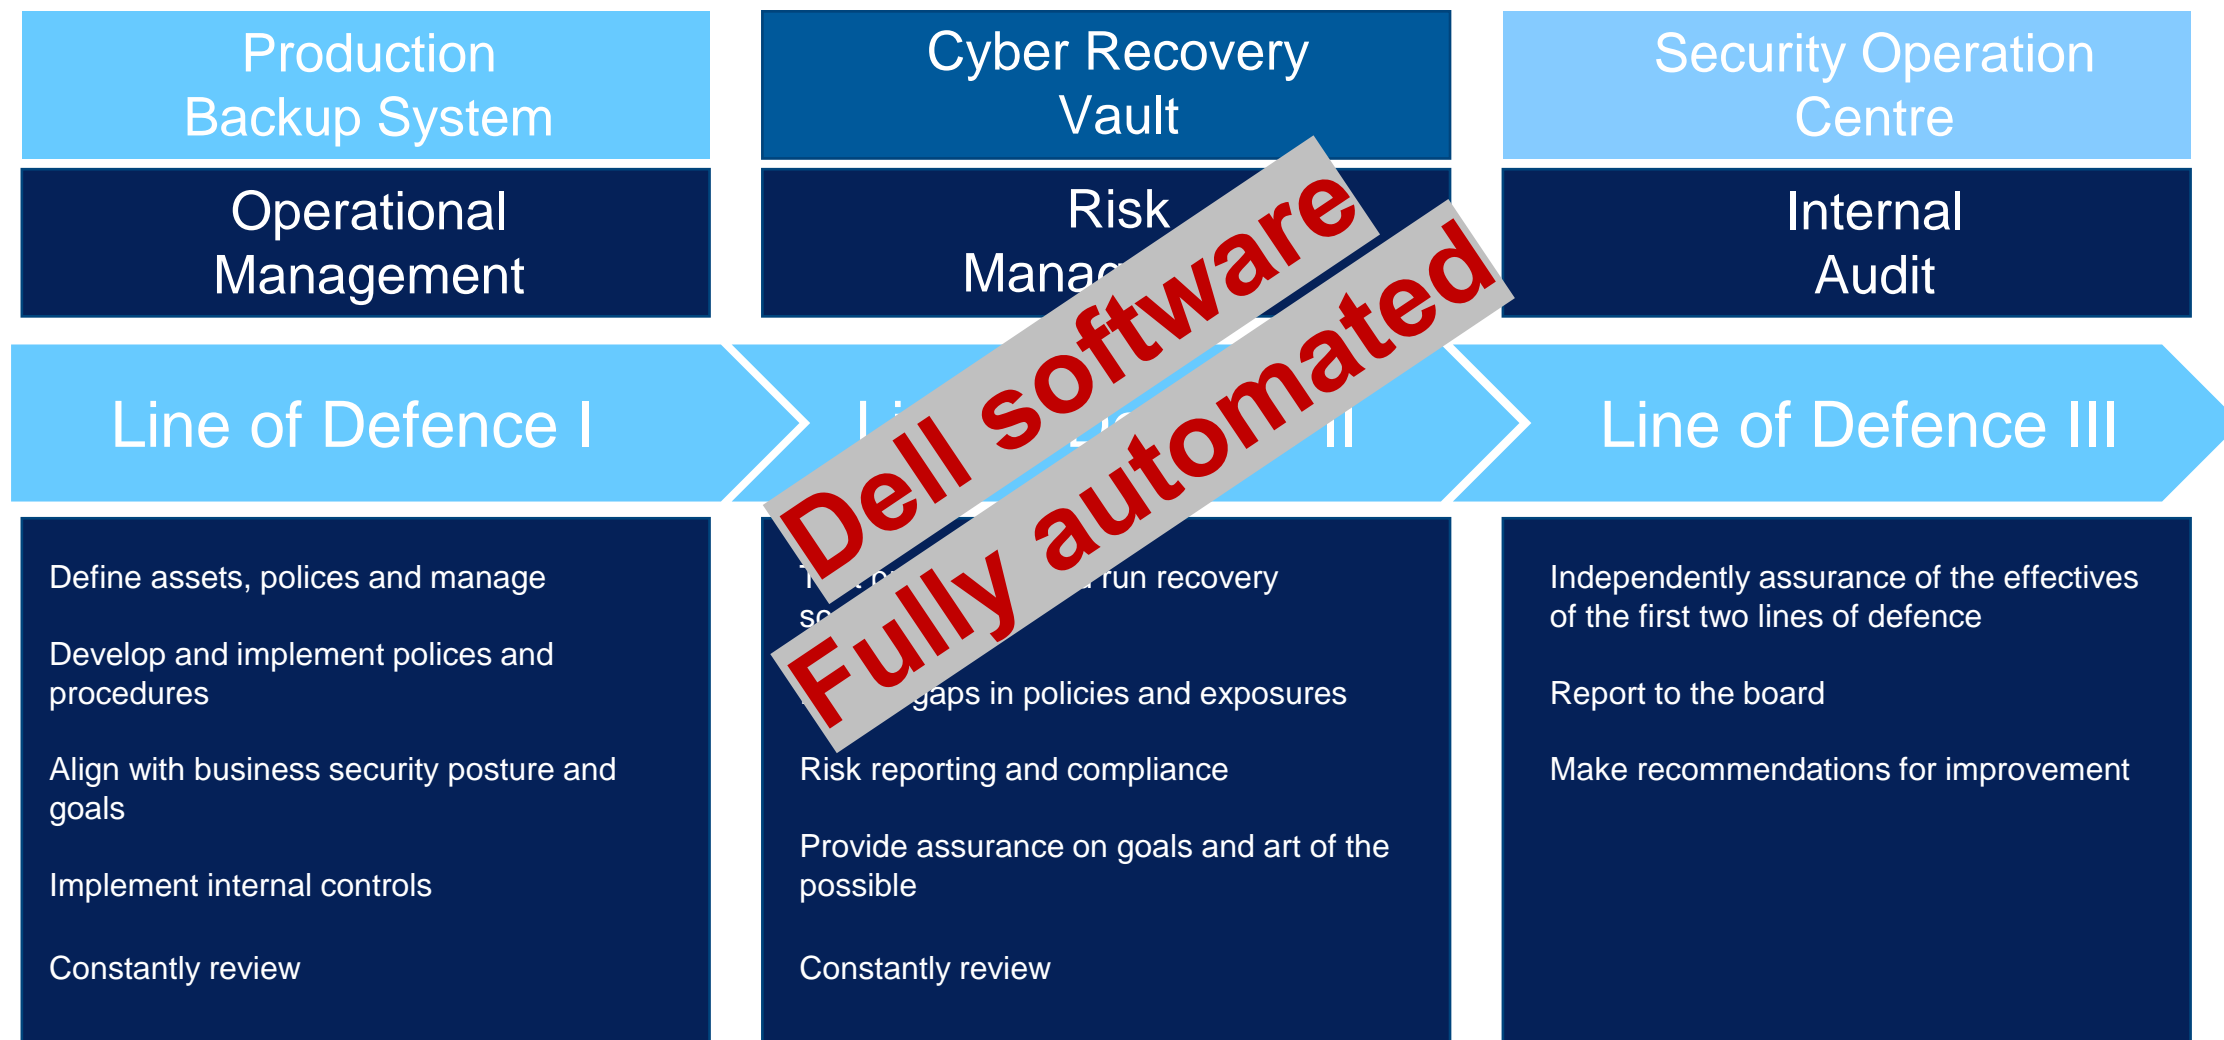 Production
Backup System
Operational
Management
Line of Defence I
Define assets, polices and manage
Develop and implement polices and
procedures
Align with business security posture and
goals
Implement internal controls
Constantly review
Cyber Recovery
Vault
Risk
Dell software
Fully automated
II
run recovery
gaps in policies and exposures
Risk reporting and compliance
Provide assurance on goals and art of the
possible
Constantly review
Security Operation
Centre
Internal
Audit
Line of Defence III
Independently assurance of the effectives
of the first two lines of defence
Report to the board
Make recommendations for improvement